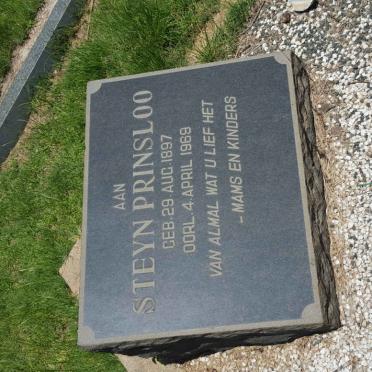 AAN
STEYN PRINSLOO
GEB. 29 AUG. 1897
OORL. 4 APRIL 1969
VAN ALMAL WAT U LIEF HET
- MAMS EN KINDERS